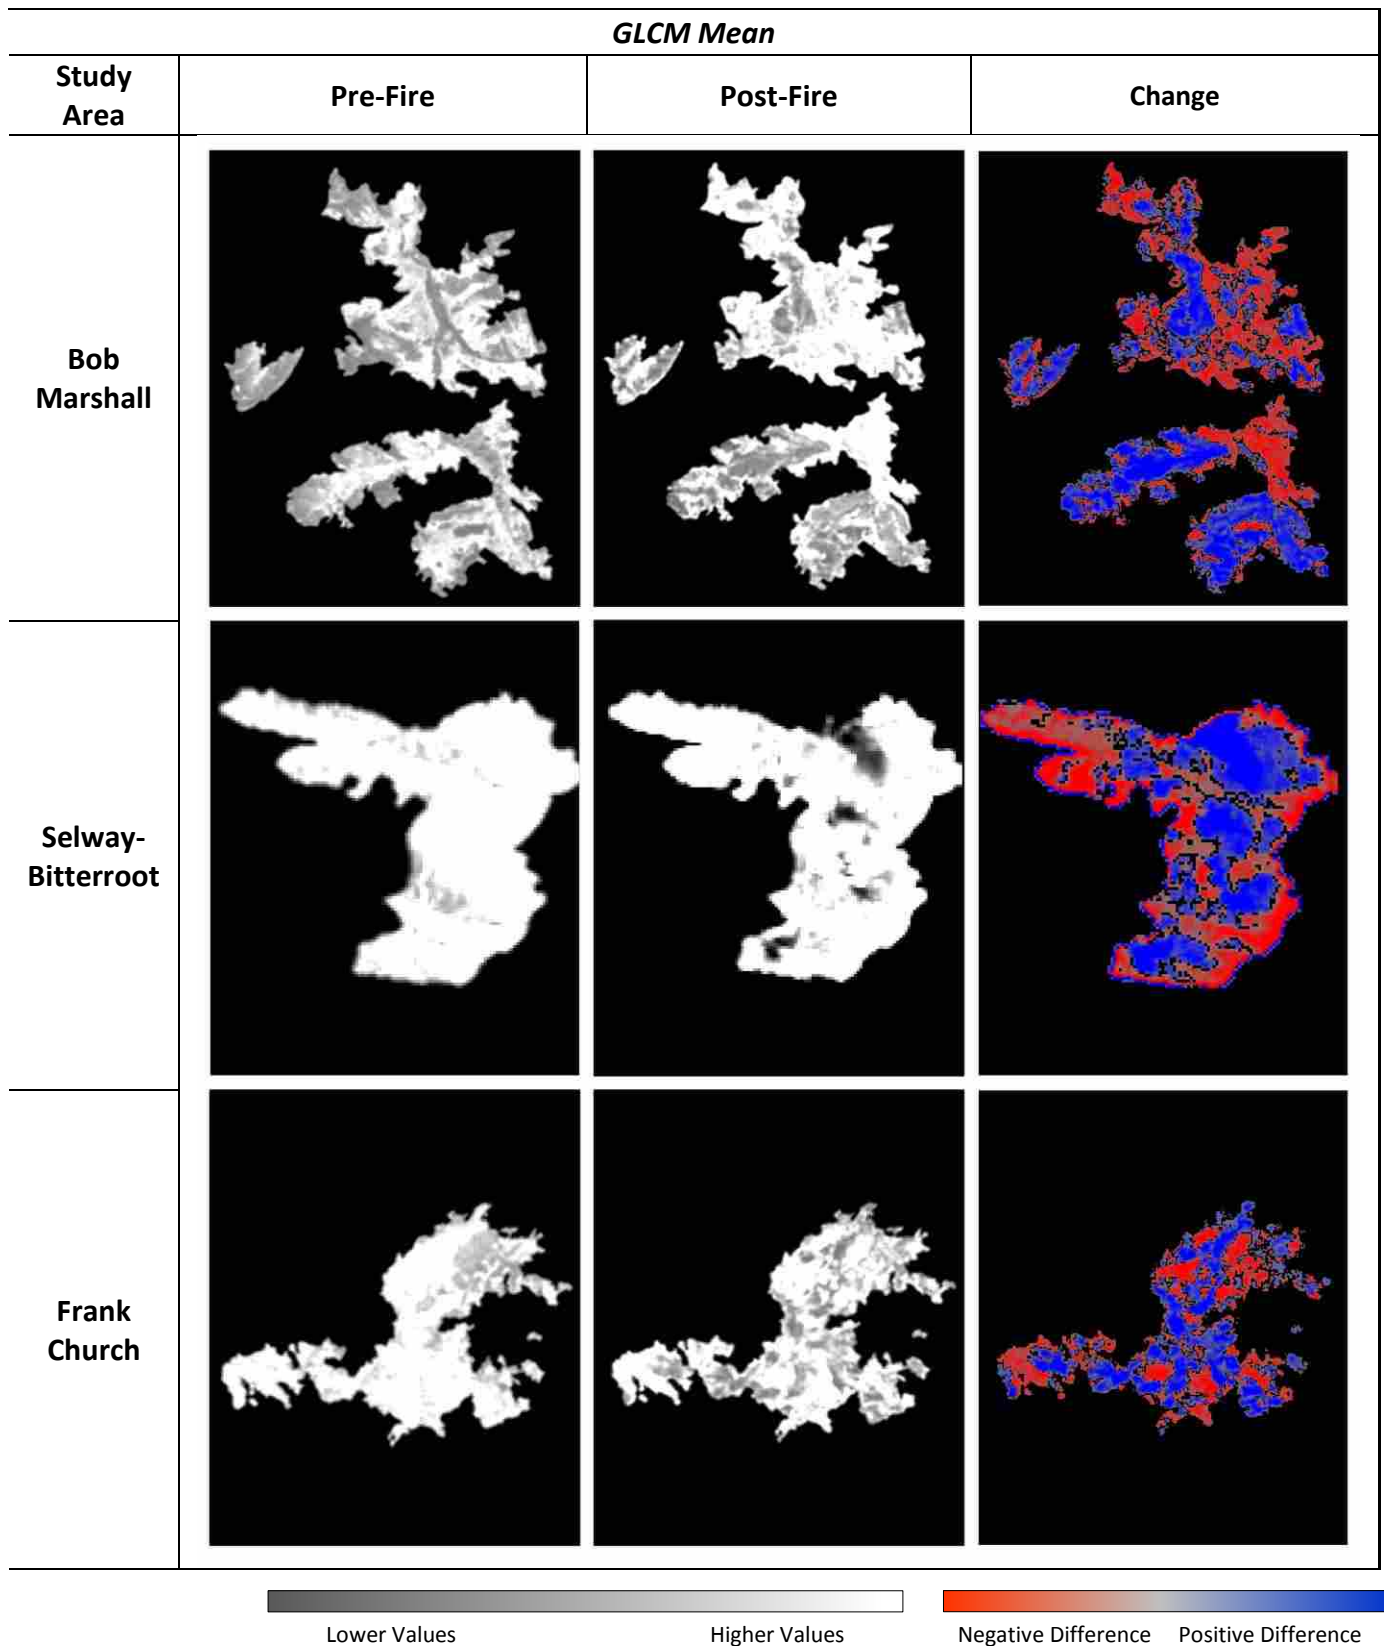 GLCM Mean
Study
Area
Pre-Fire
Post-Fire
Change
Bob
Marshall
Selway-
Bitterroot
Frank
Church
Lower Values
Higher Values
Negative Difference
Positive Difference